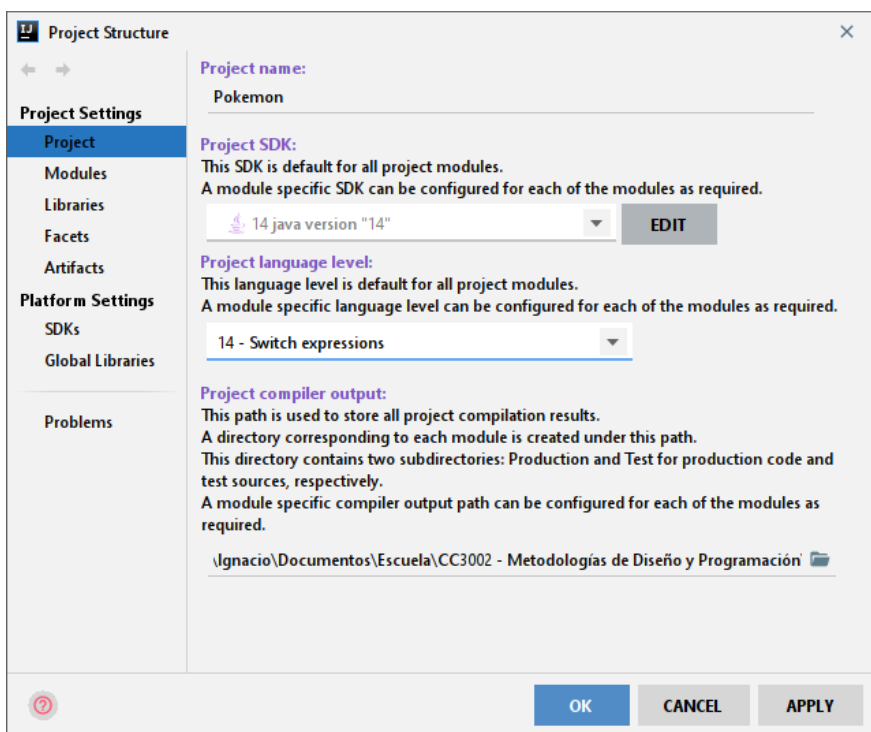 IJ
Project Structure
Project Settings
Project
Modules
Libraries
Facets
Artifacts
Platform Settings
SDKs
Global Libraries
Problems
Project name:
Pokemon
Project SDK:
This SDK is default for all project modules.
A module specific SDK can be configured for each of the modules as required.
14 java version "14"
EDIT
Project language level:
This language level is default for all project modules.
A module specific language level can be configured for each of the modules as required.
14 - Switch expressions
Project compiler output:
This path is used to store all project compilation results.
A directory corresponding to each module is created under this path.
This directory contains two subdirectories: Production and Test for production code and
test sources, respectively.
A module specific compiler output path can be configured for each of the modules as
required.
\Ignacio\Documentos\Escuela\CC3002 - Metodologías de Diseño y Programación\
?
OK
CANCEL
APPLY